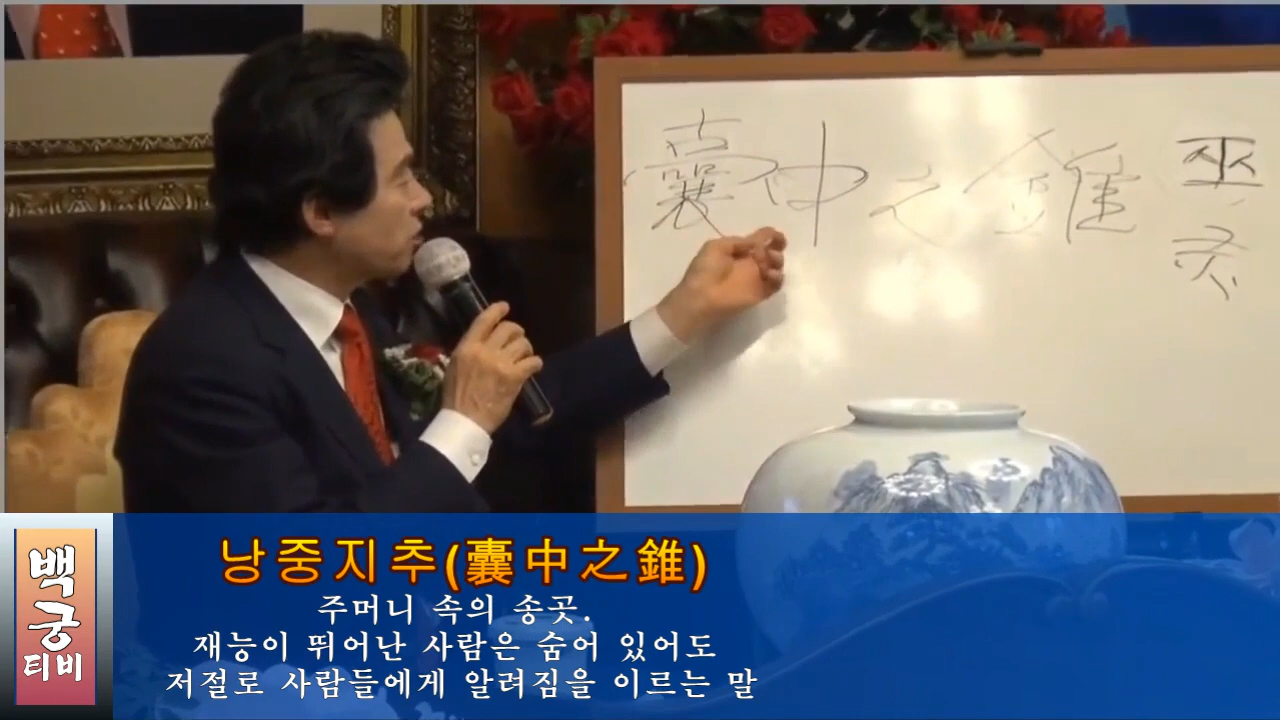 囊中之錐
巫
백궁
티비
낭중지추(囊中之錐)
주머니 속의 송곳.
재능이 뛰어난 사람은 숨어 있어도
저절로 사람들에게 알려짐을 이르는 말